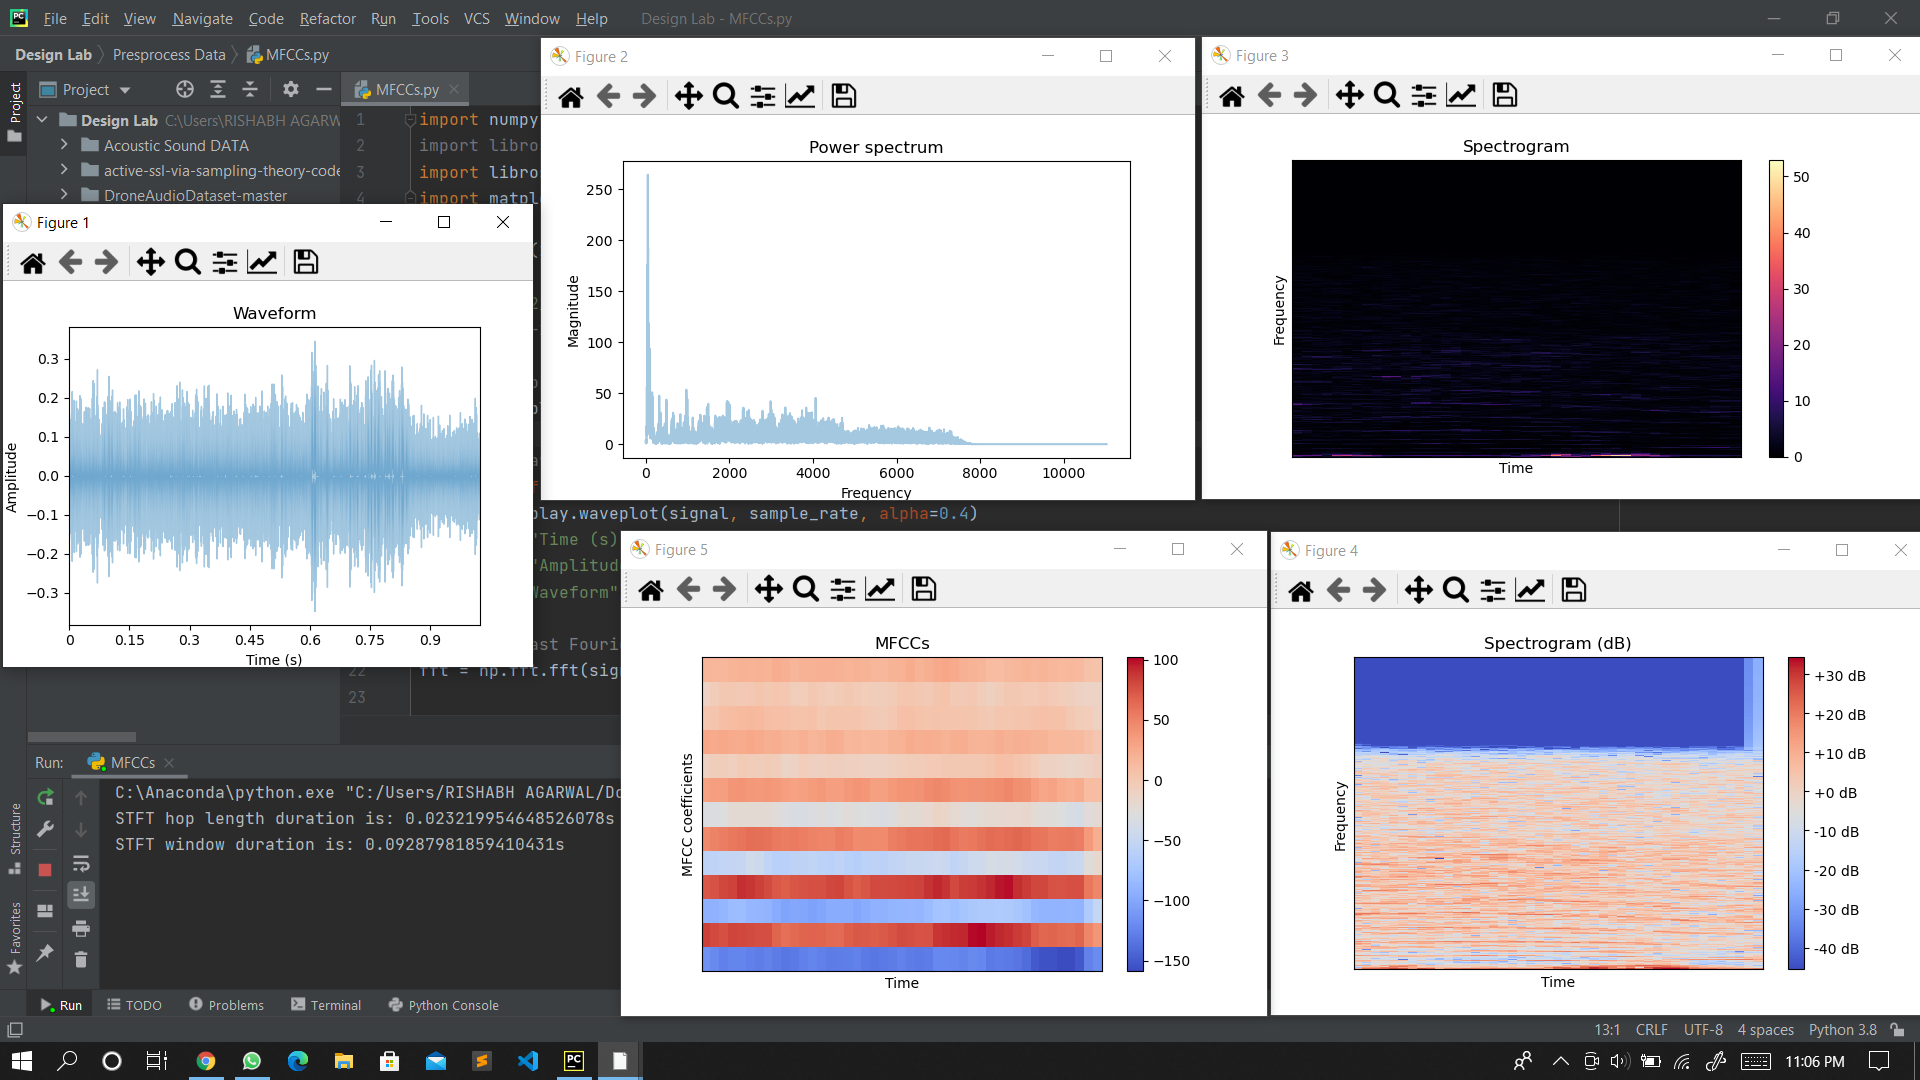 File Edit View Navigate Code Refactor Run Tools VCS Window Help Design Lab - MFCCs.py
Design Lab Presprocess Data MFCCs.py
Project
Project
Design Lab C:\Users\RISHABH AGARW
Acoustic Sound DATA
active-ssl-via-sampling-theory-code
DroneAudioDataset-master
MFCCs.py
1 import numpy
2 import libro
3 import libro
4 import matpl
play.waveplot(signal, sample_rate, alpha=0.4)
"Time (s)
"Amplitud
Waveform"
ast Fouri
22 fft = np.fft.fft(sig
23
Figure 1
Waveform
Amplitude
0.3
0.2
0.1
0.0
−0.1
−0.2
−0.3
0 0.15 0.3 0.45 0.6 0.75 0.9
Time (s)
Figure 2
Power spectrum
Magnitude
250
200
150
100
50
0
0 2000 4000 6000 8000 10000
Frequency
Figure 3
Spectrogram
Frequency
Time
50
40
30
20
10
0
Figure 5
MFCCs
MFCC coefficients
Time
100
50
0
−50
−100
−150
Figure 4
Spectrogram (dB)
Frequency
Time
+30 dB
+20 dB
+10 dB
+0 dB
-10 dB
-20 dB
-30 dB
-40 dB
Run: MFCCs
C:\Anaconda\python.exe "C:/Users/RISHABH AGARWAL/Do
STFT hop length duration is: 0.023219954648526078s
STFT window duration is: 0.09287981859410431s
Structure
Favorites
Run TODO Problems Terminal Python Console
13:1 CRLF UTF-8 4 spaces Python 3.8
11:06 PM